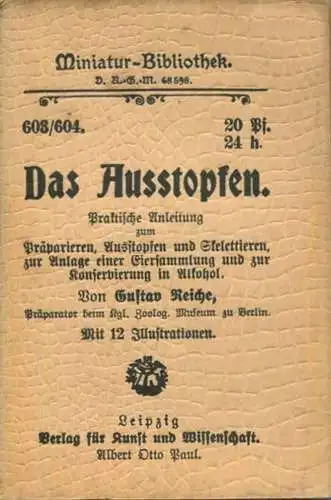 Miniatur-Bibliothek.
D. R.-G.-M. 68598.
603/604. 20 Pf.
24 h.
Das Ausstopfen.
Praktische Anleitung
zum
Präparieren, Ausstopfen und Skelettieren,
zur Anlage einer Eiersammlung und zur
Konservierung in Alkohol.
Von Gustav Reiche,
Präparator beim Kgl. Zoolog. Museum zu Berlin.
Mit 12 Illustrationen.
Leipzig
Verlag für Kunst und Wissenschaft.
Albert Otto Paul.